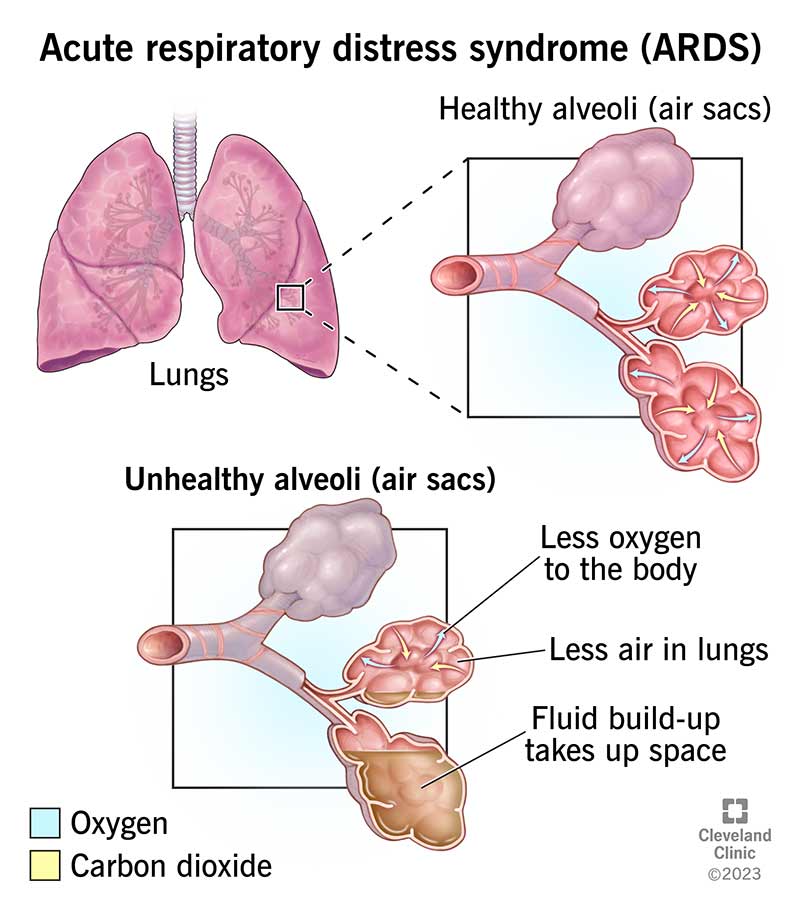 Acute respiratory distress syndrome (ARDS)
Healthy alveoli (air sacs)
Lungs
Unhealthy alveoli (air sacs)
Less oxygen
to the body
Less air in lungs
Fluid build-up
takes up space
Oxygen
Carbon dioxide
Cleveland
Clinic
©2023